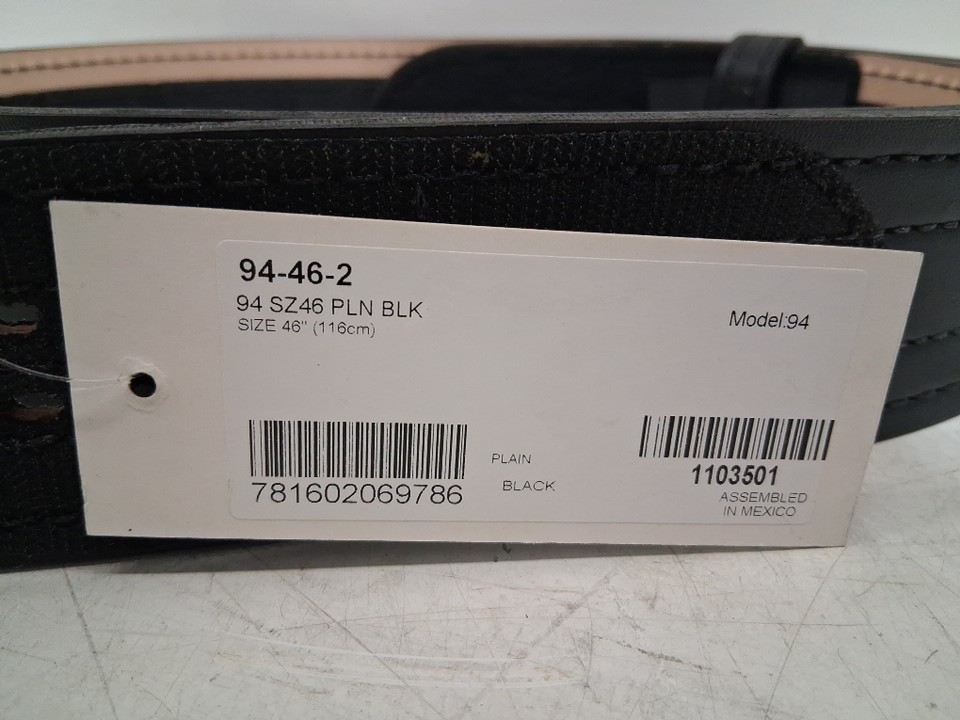 94-46-2
94 SZ46 PLN BLK
SIZE 46" (116cm)
Model:94
781602069786
PLAIN
BLACK
1103501
ASSEMBLED
IN MEXICO